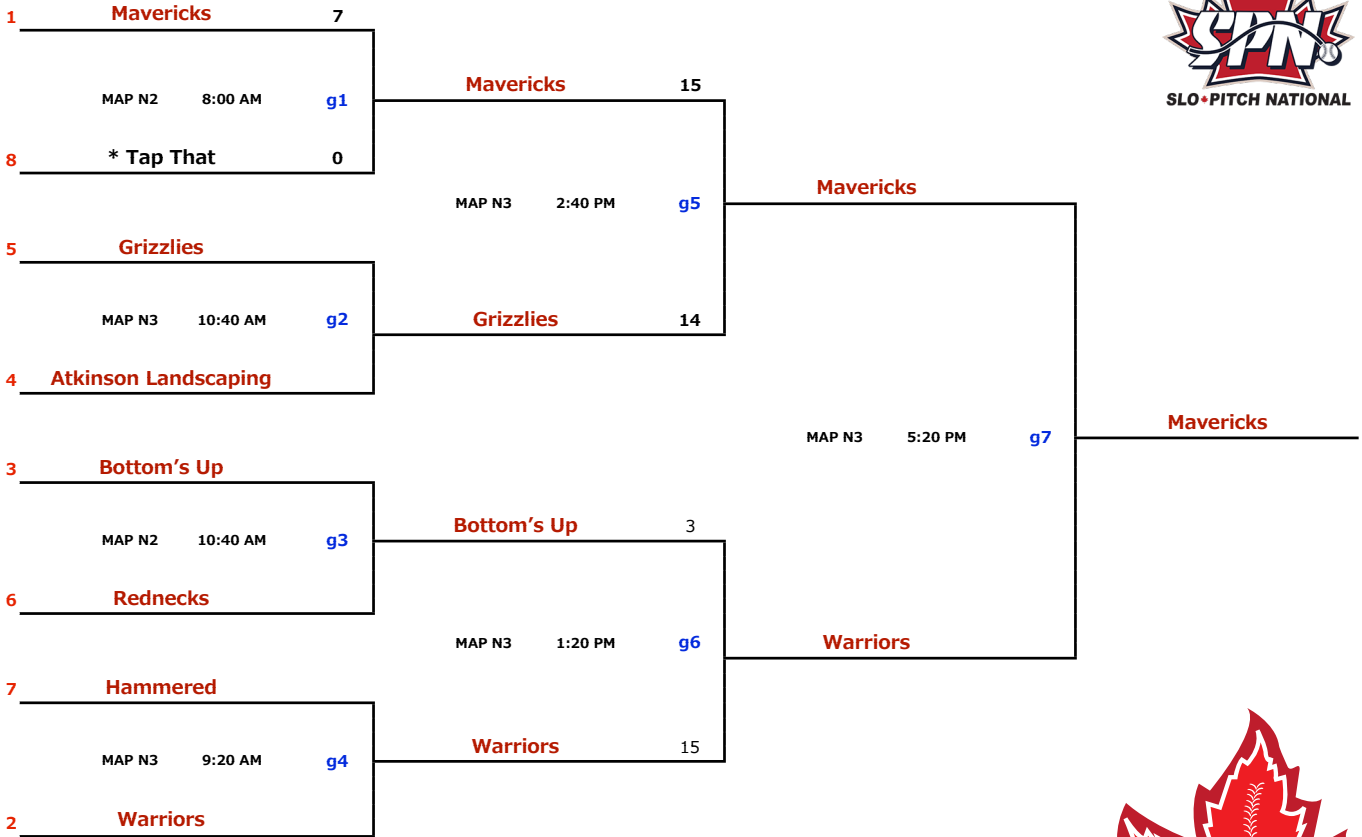 1 Mavericks 7
SPN
SLO PITCH NATIONAL
MAP N2 8:00 AM g1
Mavericks 15
8 * Tap That 0
MAP N3 2:40 PM g5
Mavericks
5 Grizzlies
MAP N3 10:40 AM g2
Grizzlies 14
4 Atkinson Landscaping
MAP N3 5:20 PM g7
Mavericks
3 Bottom’s Up
MAP N2 10:40 AM g3
Bottom’s Up 3
6 Rednecks
MAP N3 1:20 PM g6
Warriors
7 Hammered
MAP N3 9:20 AM g4
Warriors 15
2 Warriors